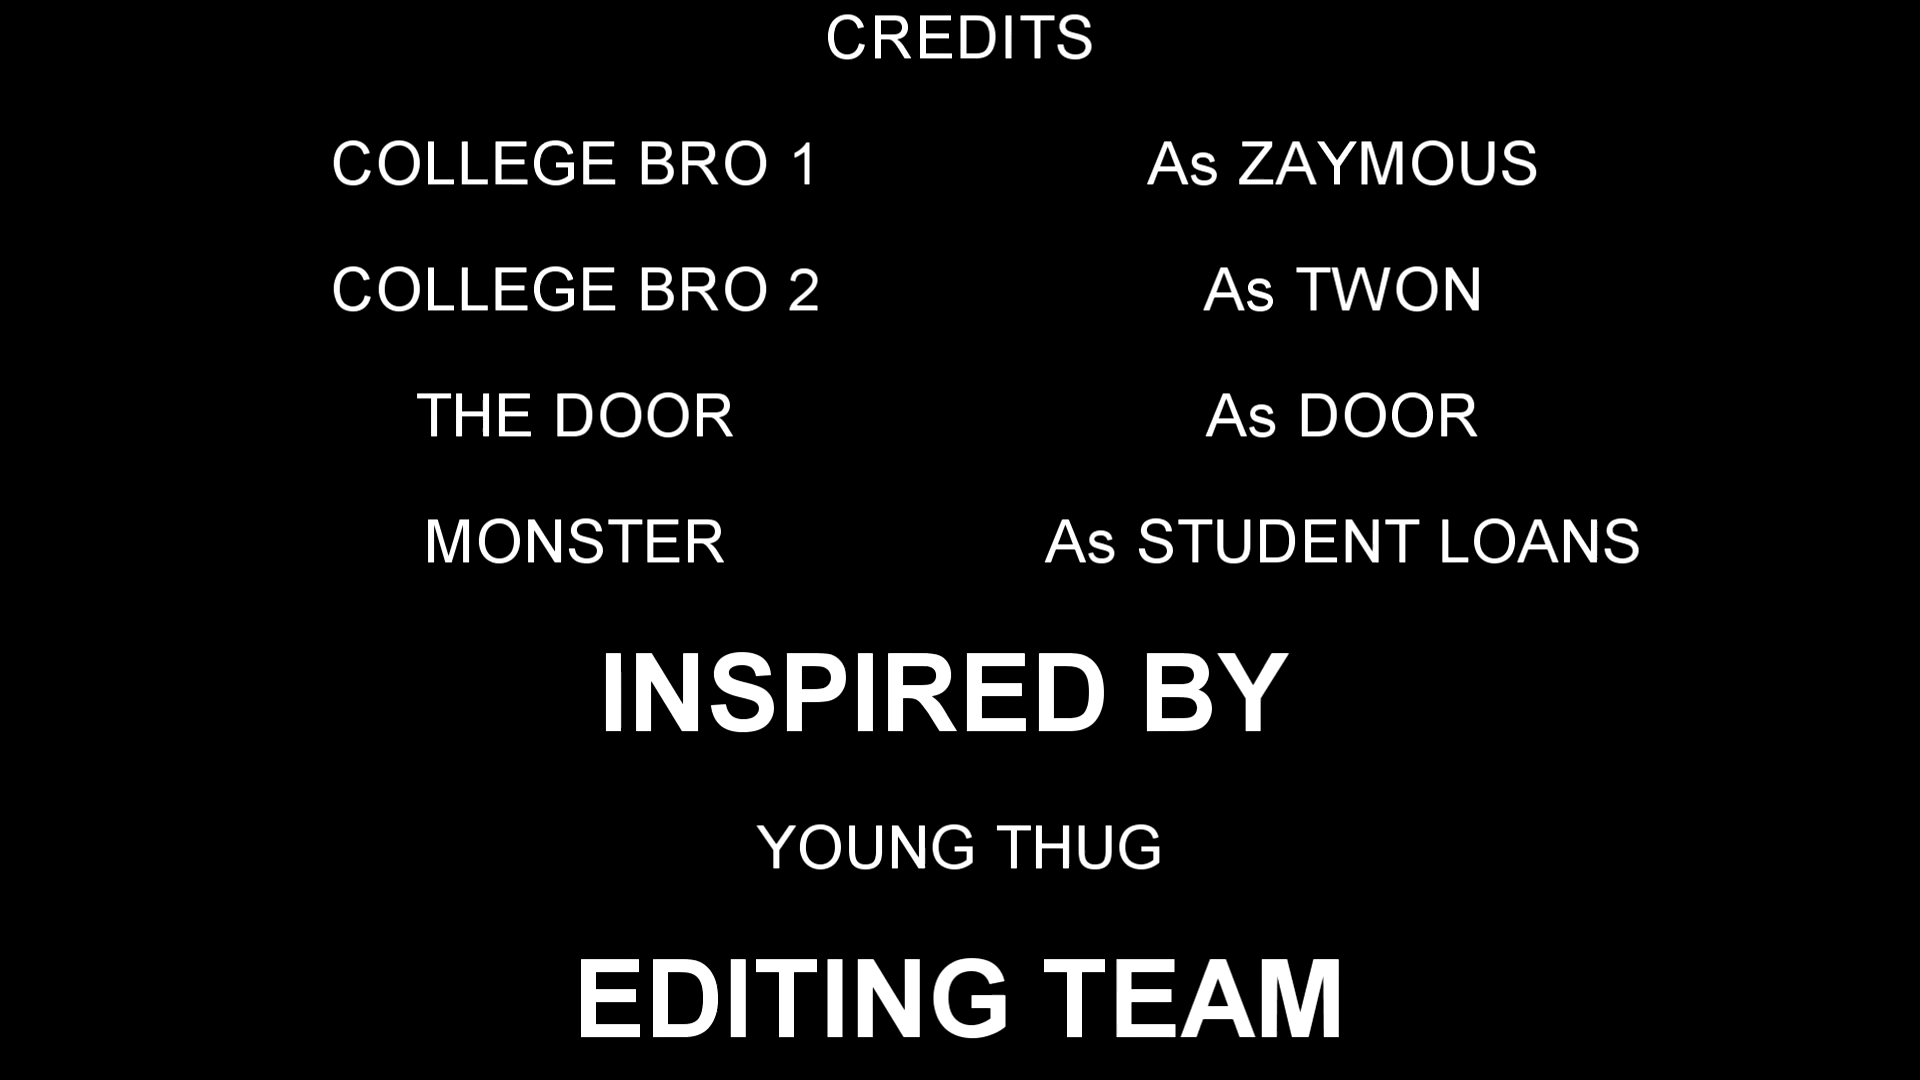 CREDITS
COLLEGE BRO 1 As ZAYMOUS
COLLEGE BRO 2 As TWON
THE DOOR As DOOR
MONSTER As STUDENT LOANS
INSPIRED BY
YOUNG THUG
EDITING TEAM